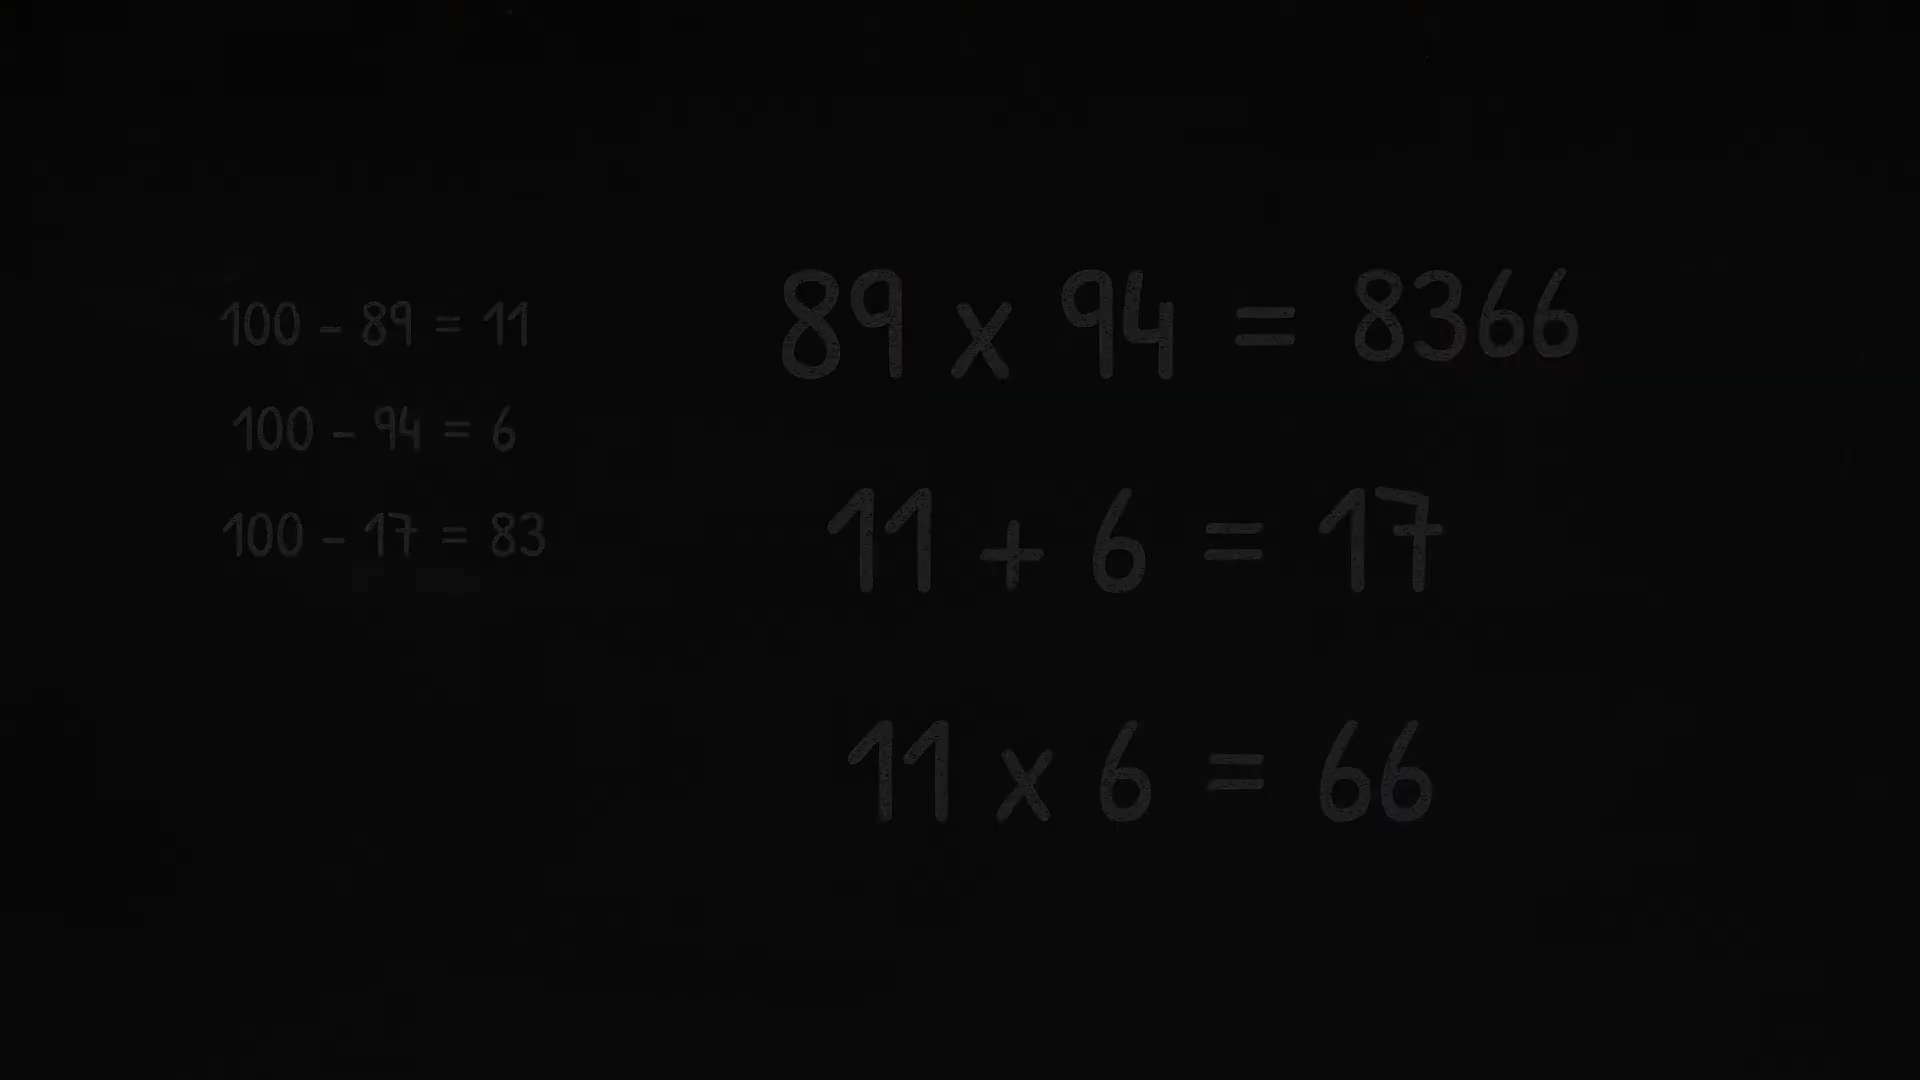 100 - 89 = 11
100 - 94 = 6
100 - 17 = 83
89 x 94 = 8366
11 + 6 = 17
11 x 6 = 66